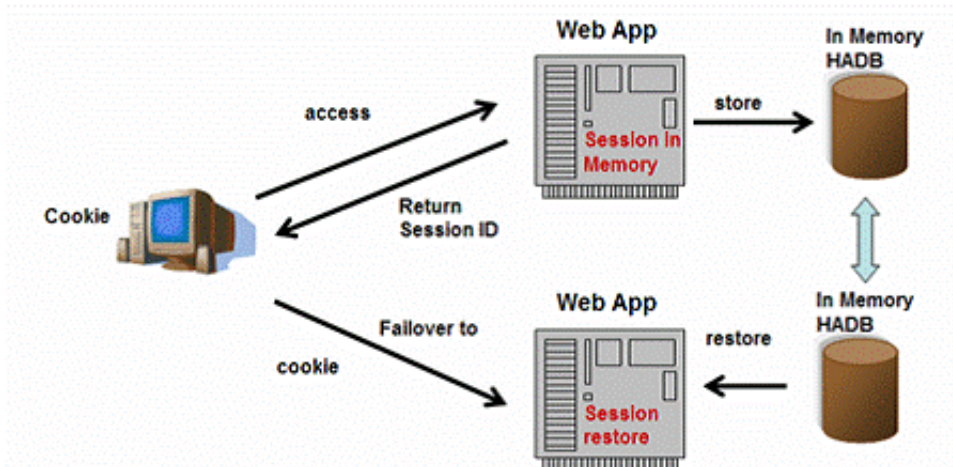 Web App
In Memory
HADB
access
store
Session in
Memory
Cookie
Return
Session ID
Web App
In Memory
HADB
Failover to
restore
cookie
Session
restore